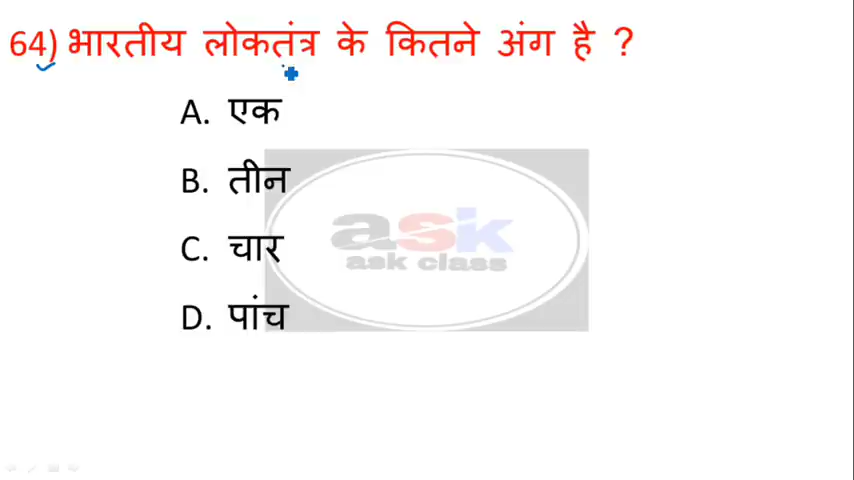 64) भारतीय लोकतंत्र के कितने अंग है ?
A. एक
B. तीन
C. चार
D. पांच
ask
ask class